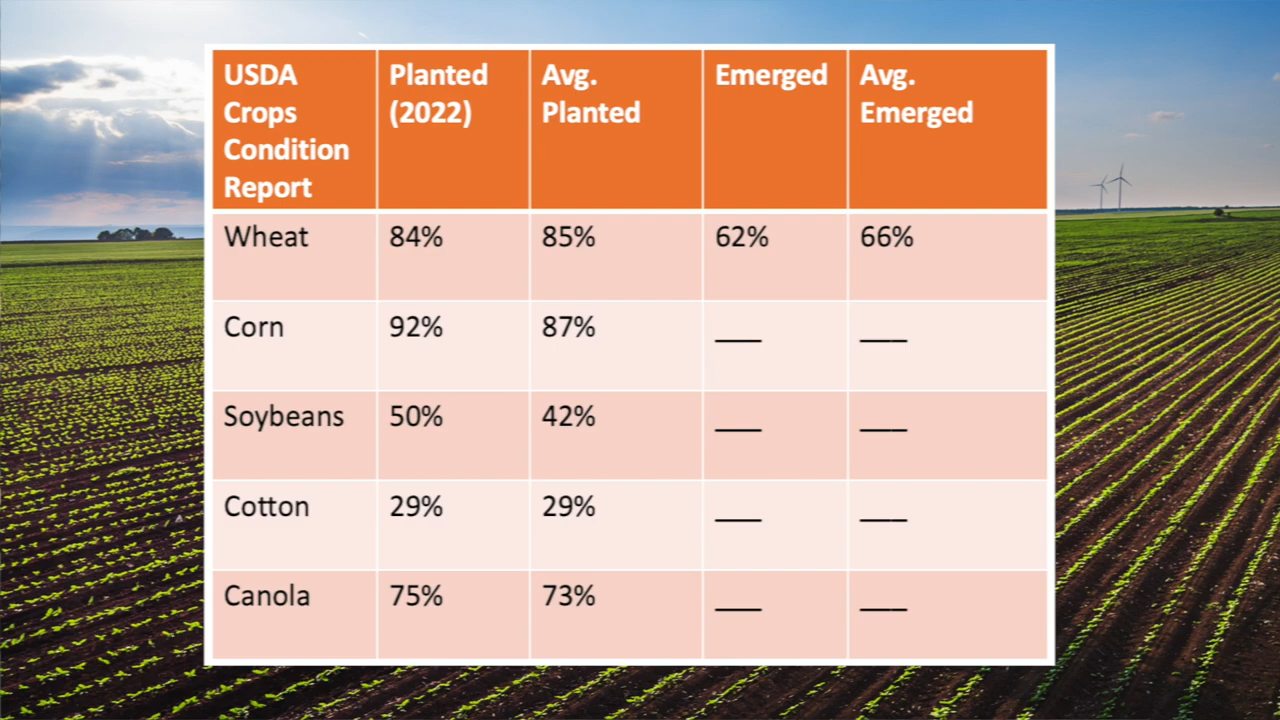 USDA Crops Condition Report | Planted (2022) | Avg. Planted | Emerged | Avg. Emerged
Wheat | 84% | 85% | 62% | 66%
Corn | 92% | 87% | ___ | ___
Soybeans | 50% | 42% | ___ | ___
Cotton | 29% | 29% | ___ | ___
Canola | 75% | 73% | ___ | ___